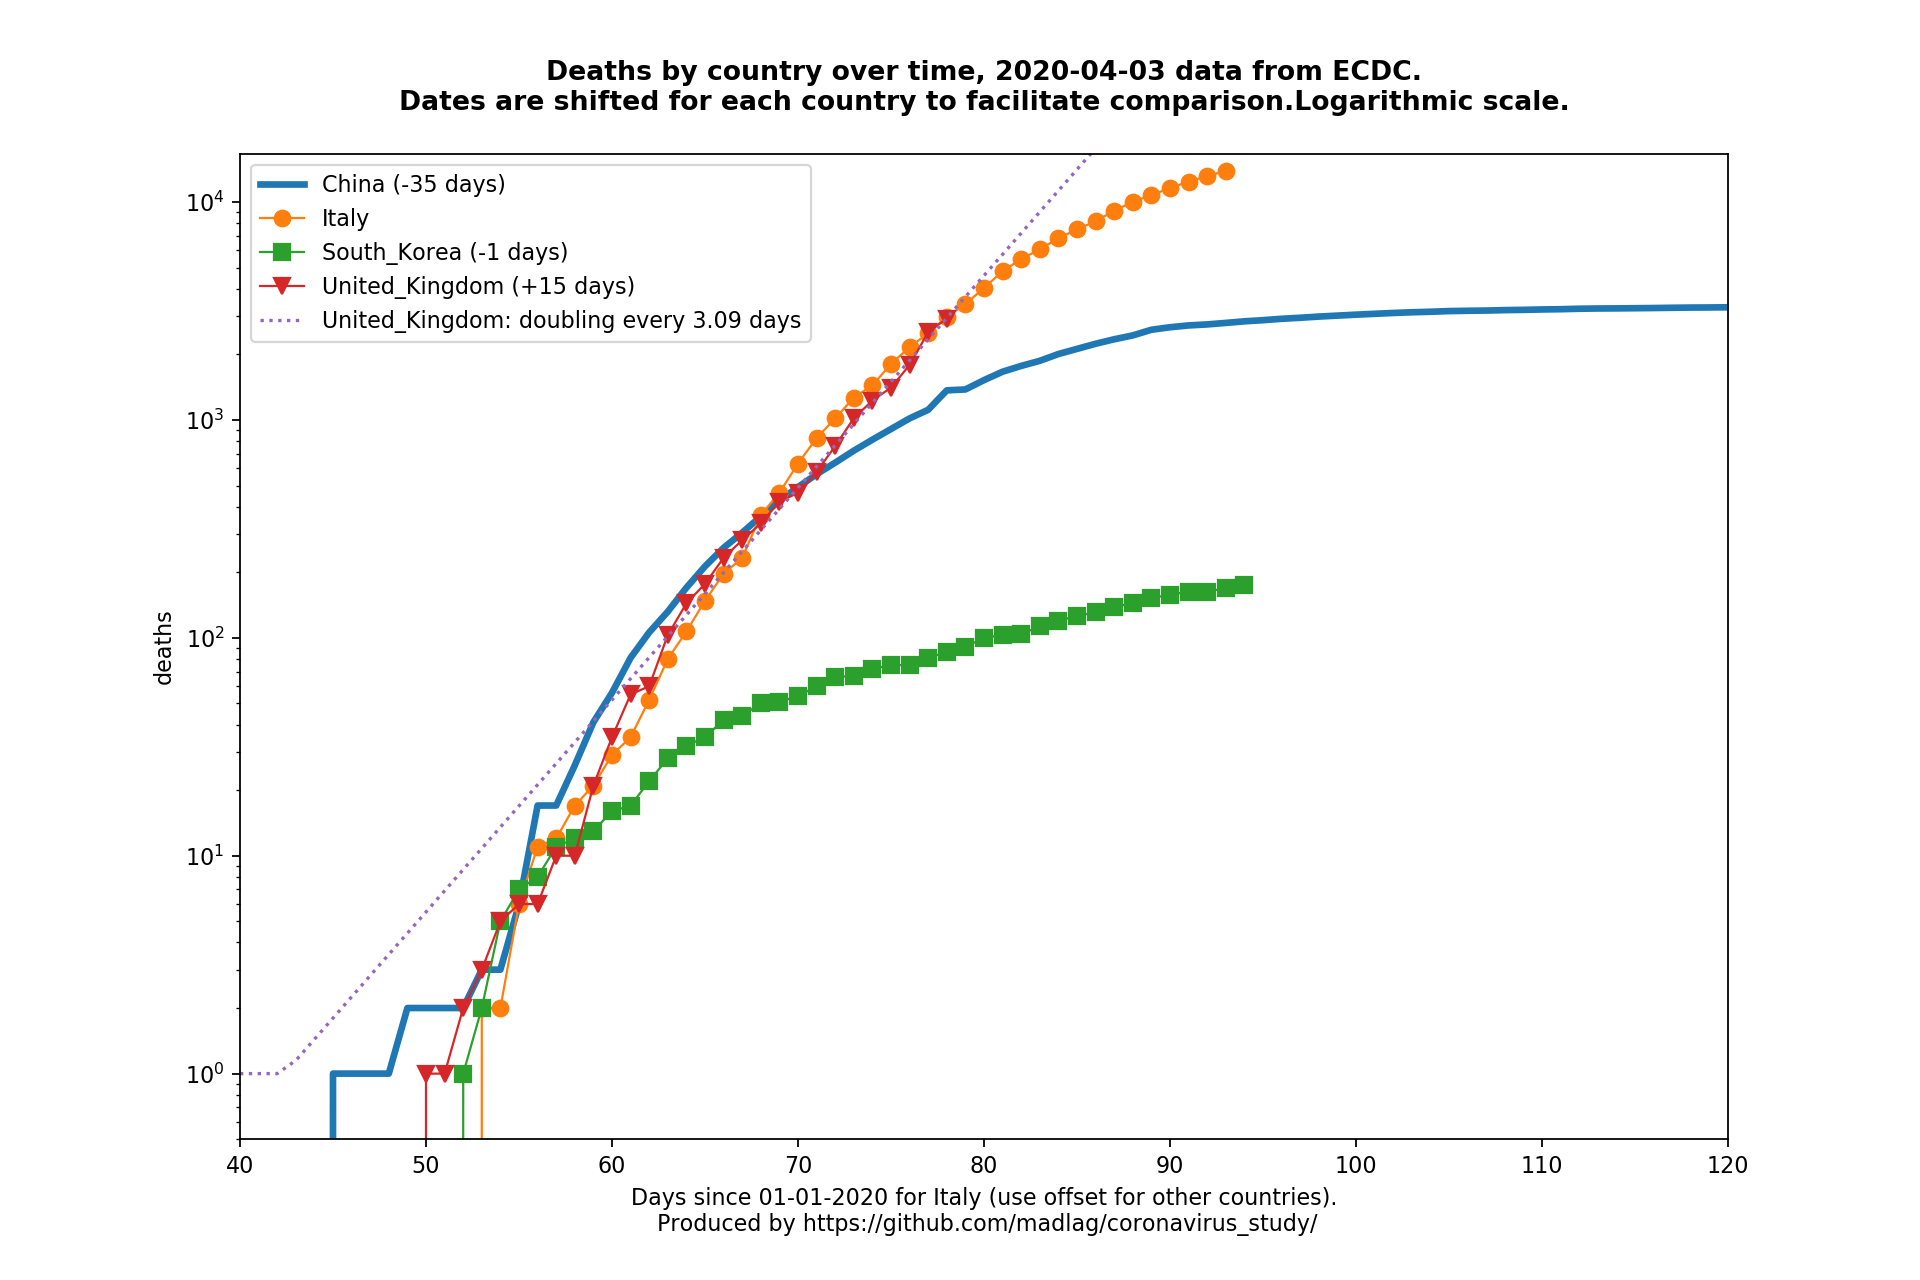 Deaths by country over time, 2020-04-03 data from ECDC.
Dates are shifted for each country to facilitate comparison.Logarithmic scale.
China (-35 days)
Italy
South_Korea (-1 days)
United_Kingdom (+15 days)
United_Kingdom: doubling every 3.09 days
deaths
10^4
10^3
10^2
10^1
10^0
40 50 60 70 80 90 100 110 120
Days since 01-01-2020 for Italy (use offset for other countries).
Produced by https://github.com/madlag/coronavirus_study/